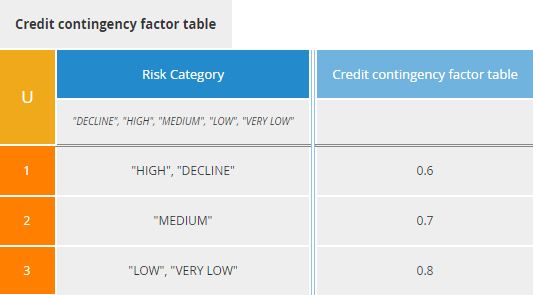 Credit contingency factor table
U
Risk Category
Credit contingency factor table
"DECLINE", "HIGH", "MEDIUM", "LOW", "VERY LOW"
1
"HIGH", "DECLINE"
0.6
2
"MEDIUM"
0.7
3
"LOW", "VERY LOW"
0.8